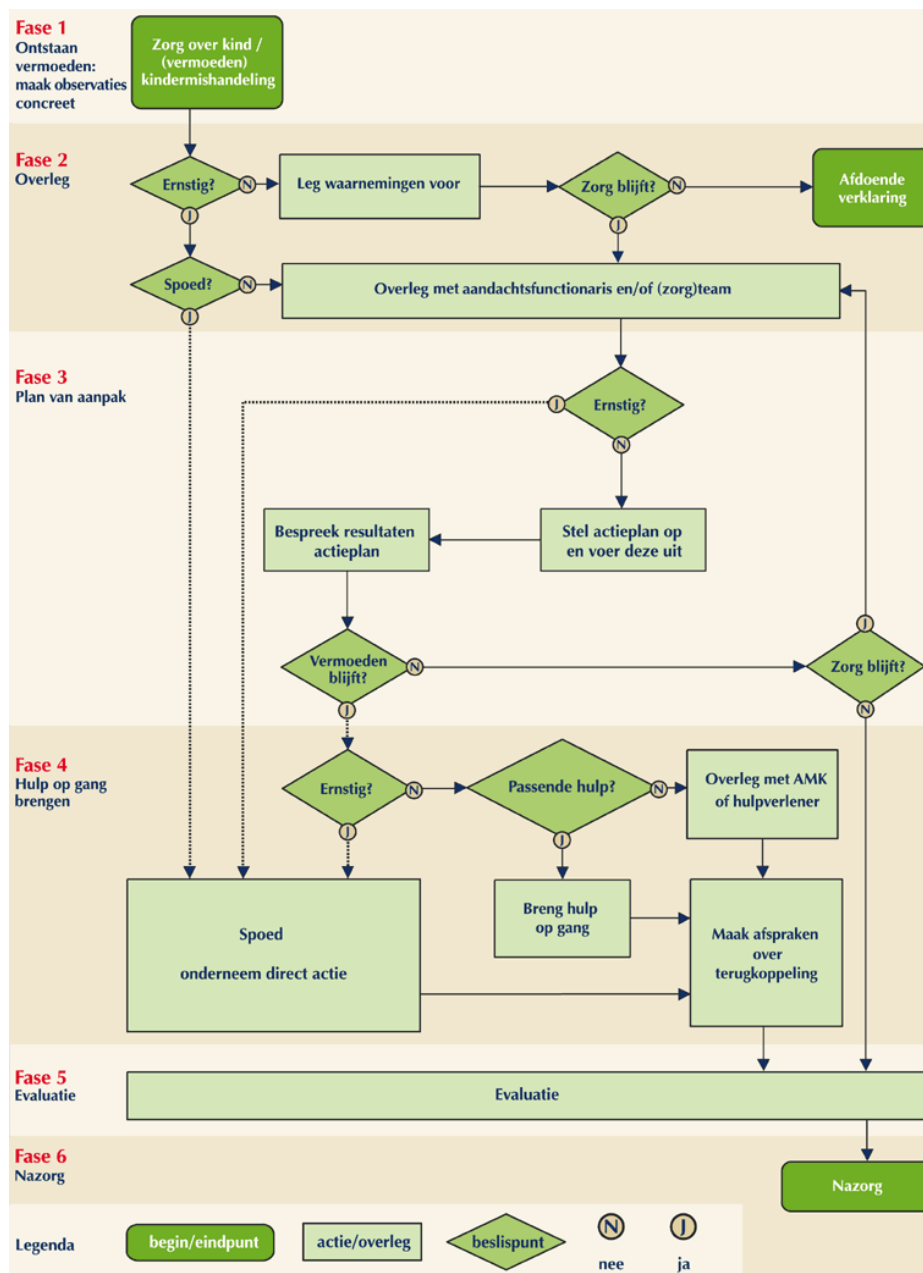 Fase 1
Ontstaan
vermoeden:
maak observaties
concreet
Zorg over kind /
(vermoeden)
kindermishandeling
Fase 2
Overleg
Ernstig?
N
J
Leg waarnemingen voor
Zorg blijft?
N
J
Afdoende
verklaring
Spoed?
N
J
Overleg met aandachtsfunctionaris en/of (zorg)team
Fase 3
Plan van aanpak
J
Ernstig?
N
Bespreek resultaten
actieplan
Stel actieplan op
en voer deze uit
Vermoeden
blijft?
N
J
J
Zorg blijft?
N
Fase 4
Hulp op gang
brengen
Ernstig?
N
J
Passende hulp?
N
J
Overleg met AMK
of hulpverlener
Spoed
onderneem direct actie
Breng hulp
op gang
Maak afspraken
over
terugkoppeling
Fase 5
Evaluatie
Evaluatie
Fase 6
Nazorg
Nazorg
Legenda
begin/eindpunt
actie/overleg
beslispunt
N
nee
J
ja